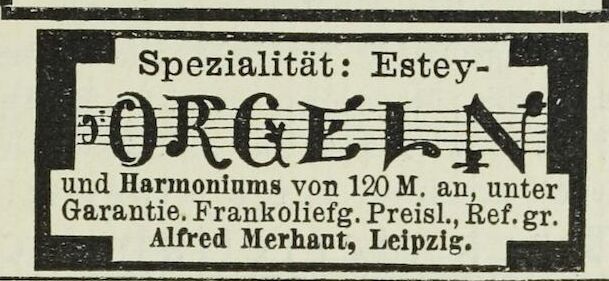 Spezialität: Estey-
ORGELN
und Harmoniums von 120 M. an, unter
Garantie. Frankoliefg. Preisl., Ref. gr.
Alfred Merhaut, Leipzig.